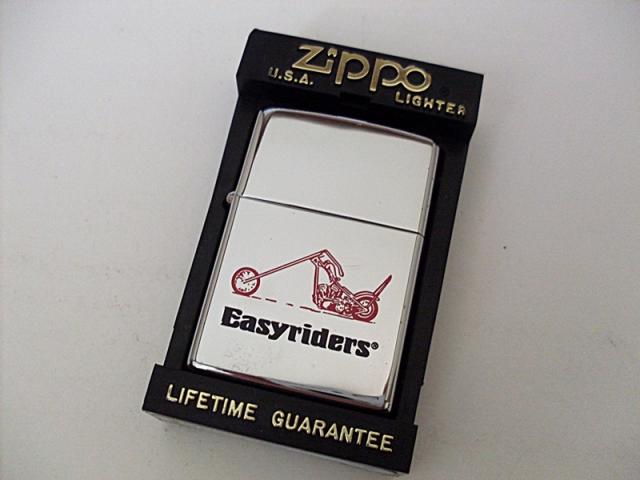 Zippo®
U.S.A.
LIGHTER
Easyriders®
LIFETIME GUARANTEE